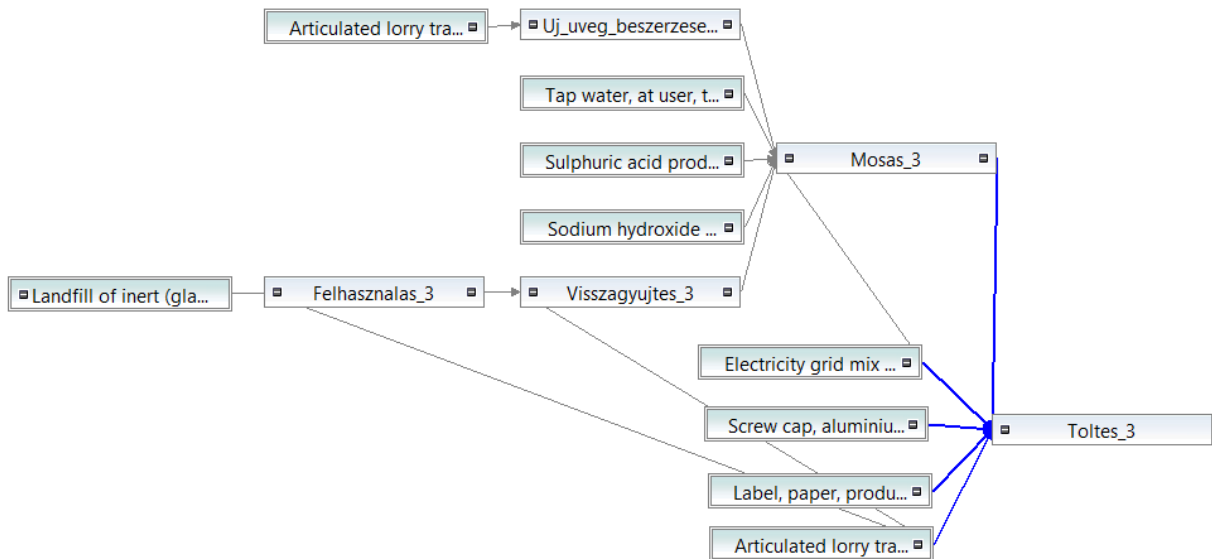 Articulated lorry tra...
Uj_uveg_beszerzese...
Tap water, at user, t...
Sulphuric acid prod...
Mosas_3
Sodium hydroxide ...
Landfill of inert (gla...
Felhasznalas_3
Visszagyujtes_3
Electricity grid mix ...
Screw cap, aluminiu...
Toltes_3
Label, paper, produ...
Articulated lorry tra...